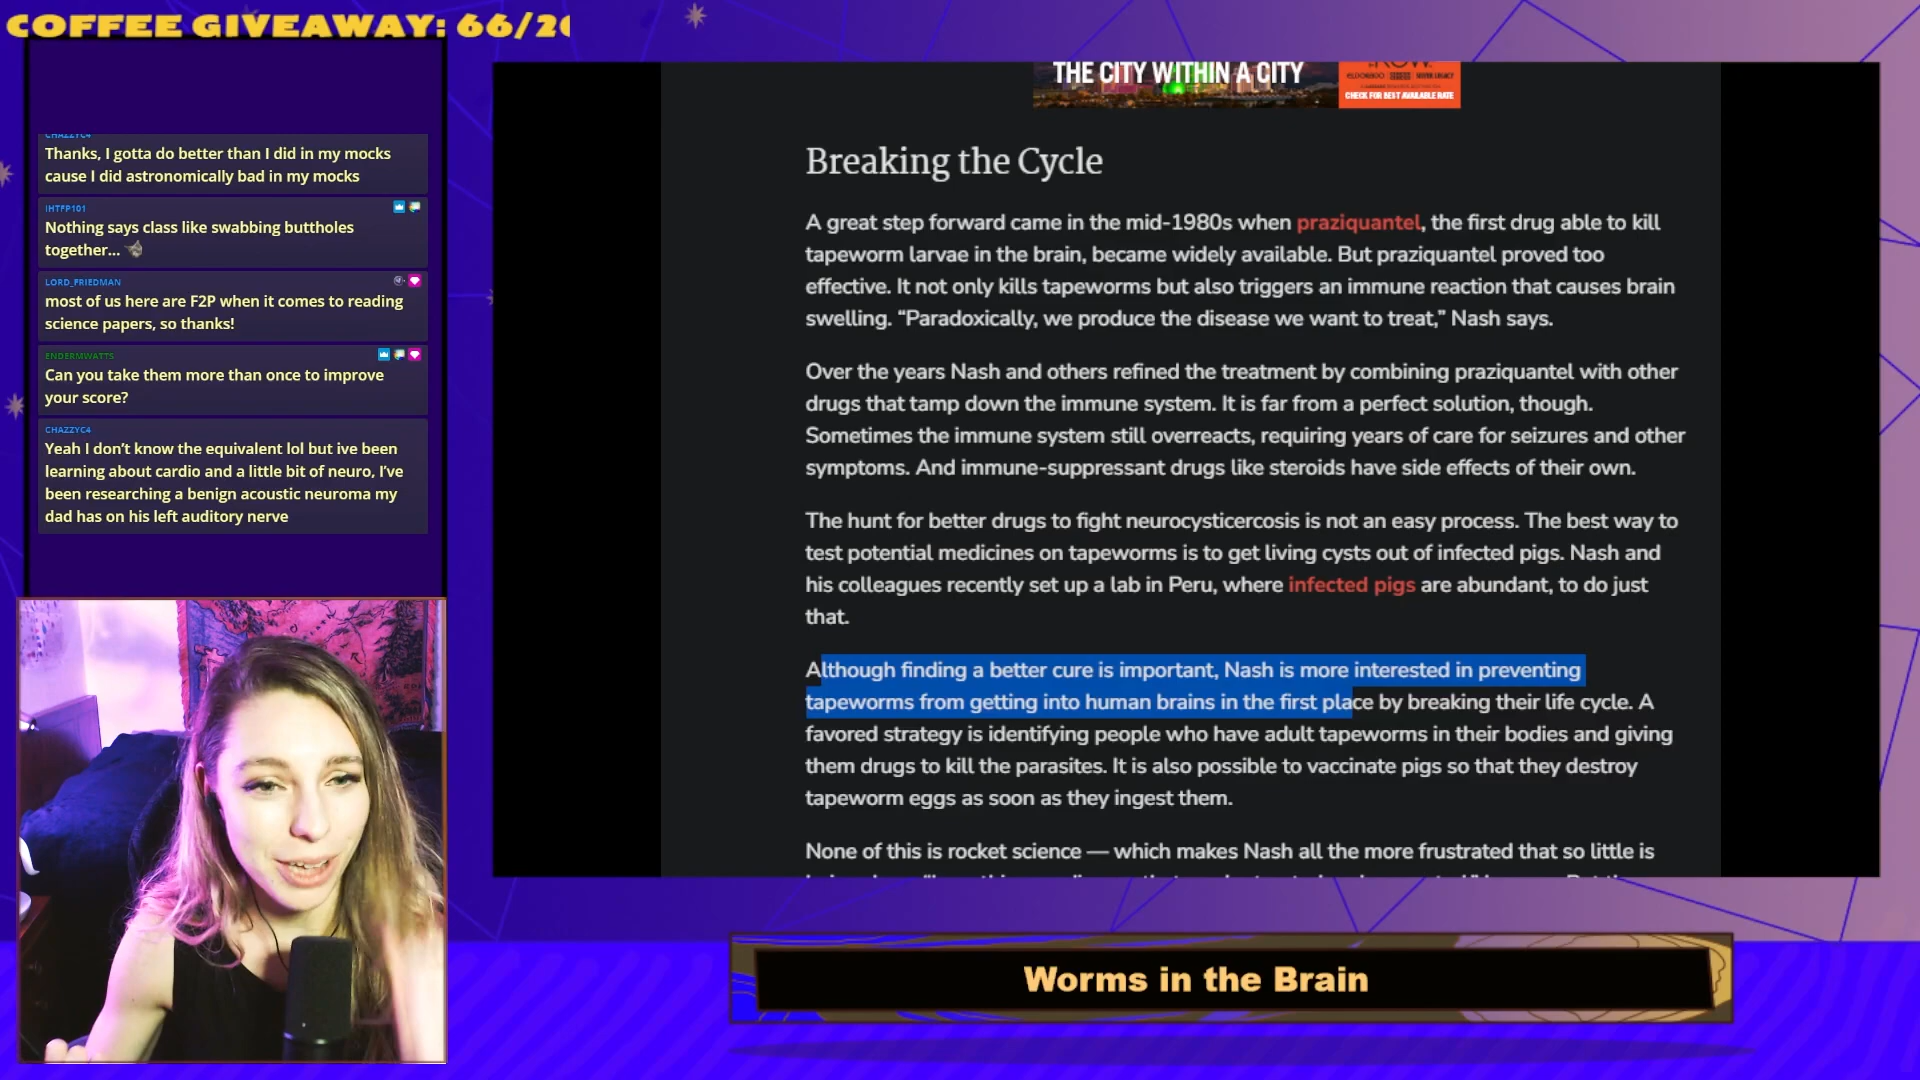 COFFEE GIVEAWAY: 66/20
CHAZZYC4
Thanks, I gotta do better than I did in my mocks
cause I did astronomically bad in my mocks
IHTFP101
Nothing says class like swabbing buttholes
together...
LORD_FRIEDMAN
most of us here are F2P when it comes to reading
science papers, so thanks!
ENDERMWATTS
Can you take them more than once to improve
your score?
CHAZZYC4
Yeah I don't know the equivalent lol but ive been
learning about cardio and a little bit of neuro, I've
been researching a benign acoustic neuroma my
dad has on his left auditory nerve
THE CITY WITHIN A CITY
ROW
ELDORADO
SILVER LEGACY
CHECK FOR BEST AVAILABLE RATE
Breaking the Cycle
A great step forward came in the mid-1980s when praziquantel, the first drug able to kill
tapeworm larvae in the brain, became widely available. But praziquantel proved too
effective. It not only kills tapeworms but also triggers an immune reaction that causes brain
swelling. “Paradoxically, we produce the disease we want to treat,” Nash says.
Over the years Nash and others refined the treatment by combining praziquantel with other
drugs that tamp down the immune system. It is far from a perfect solution, though.
Sometimes the immune system still overreacts, requiring years of care for seizures and other
symptoms. And immune-suppressant drugs like steroids have side effects of their own.
The hunt for better drugs to fight neurocysticercosis is not an easy process. The best way to
test potential medicines on tapeworms is to get living cysts out of infected pigs. Nash and
his colleagues recently set up a lab in Peru, where infected pigs are abundant, to do just
that.
Although finding a better cure is important, Nash is more interested in preventing
tapeworms from getting into human brains in the first place by breaking their life cycle. A
favored strategy is identifying people who have adult tapeworms in their bodies and giving
them drugs to kill the parasites. It is also possible to vaccinate pigs so that they destroy
tapeworm eggs as soon as they ingest them.
None of this is rocket science — which makes Nash all the more frustrated that so little is
Worms in the Brain